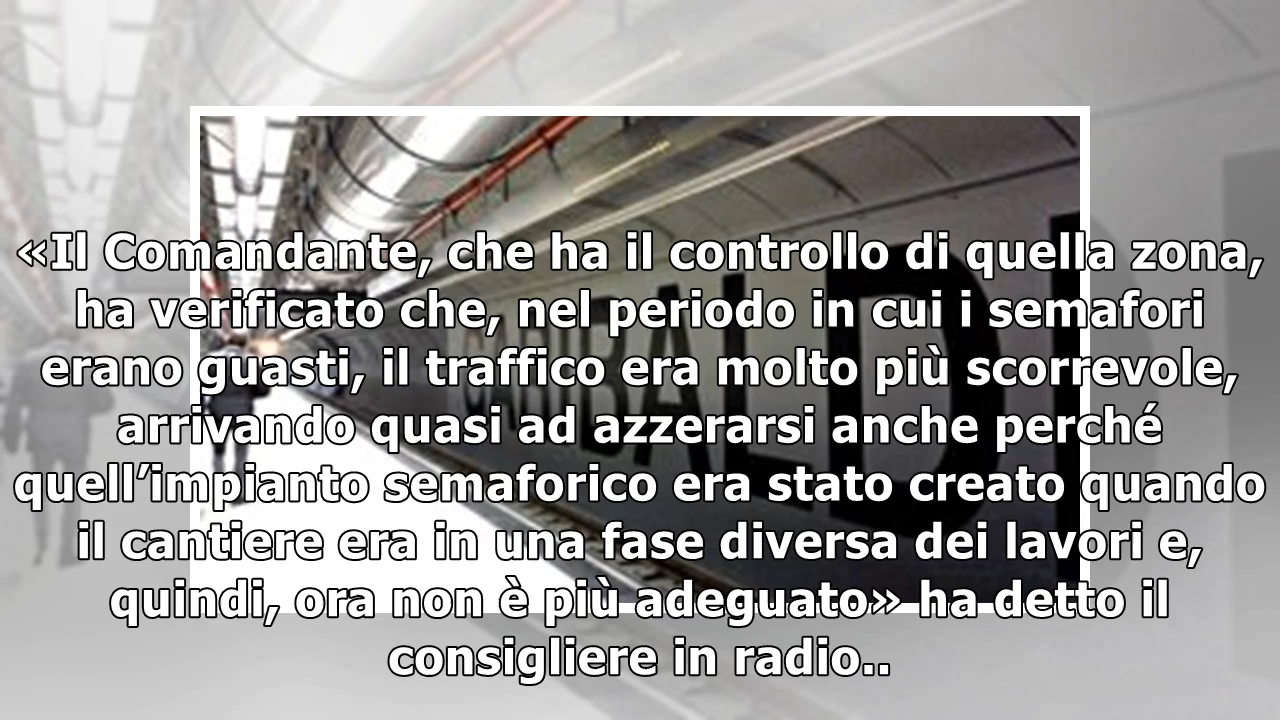 «Il Comandante, che ha il controllo di quella zona,
ha verificato che, nel periodo in cui i semafori
erano guasti, il traffico era molto più scorrevole,
arrivando quasi ad azzerarsi anche perché
quell’impianto semaforico era stato creato quando
il cantiere era in una fase diversa dei lavori e,
quindi, ora non è più adeguato» ha detto il
consigliere in radio..